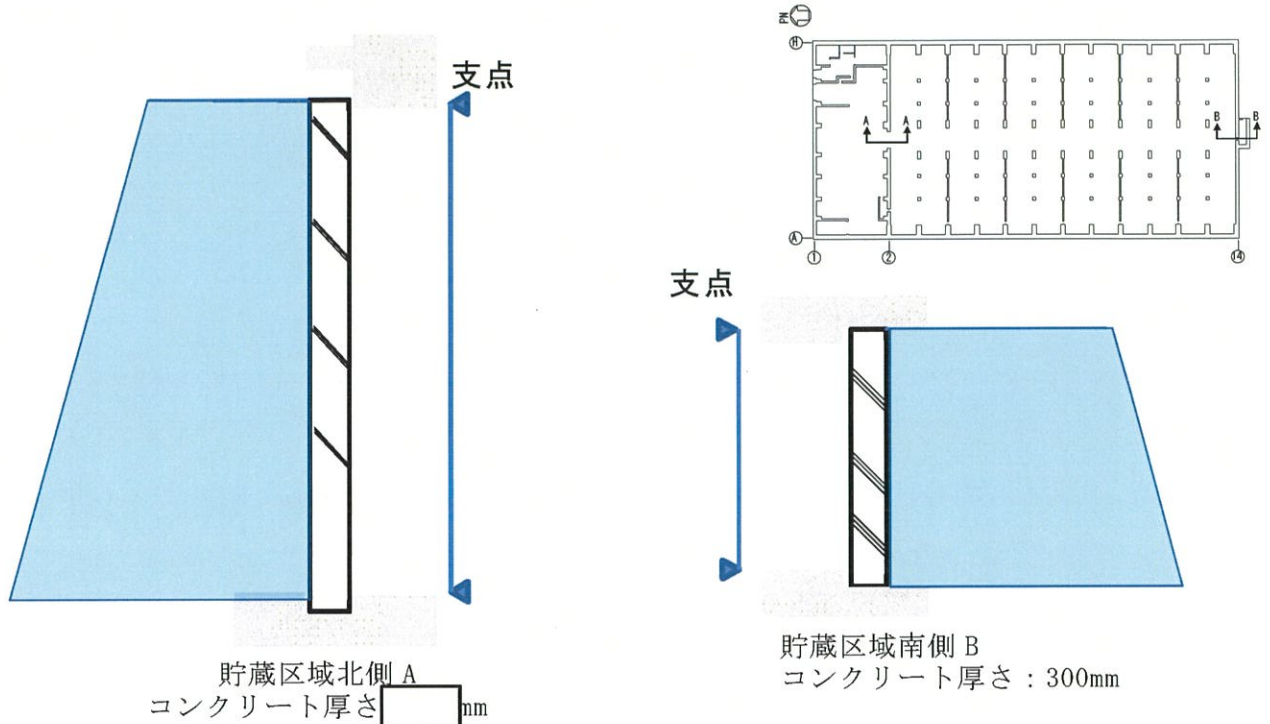 支点
PN
H
A A
B B
A
1 2 14
支点
貯蔵区域北側 A
コンクリート厚さ mm
貯蔵区域南側 B
コンクリート厚さ：300mm